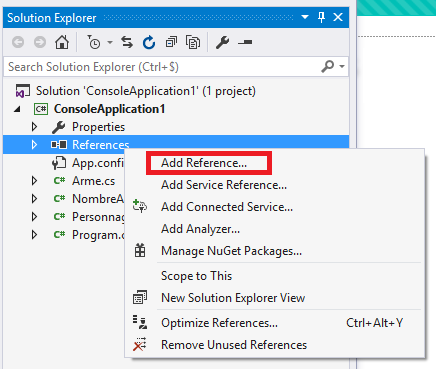 Solution Explorer
Search Solution Explorer (Ctrl+$)
Solution 'ConsoleApplication1' (1 project)
C# ConsoleApplication1
Properties
References
App.confi
C# Arme.cs
C# NombreA
C# Personnag
C# Program.c
Add Reference...
Add Service Reference...
Add Connected Service...
Add Analyzer...
Manage NuGet Packages...
Scope to This
New Solution Explorer View
Optimize References... Ctrl+Alt+Y
Remove Unused References